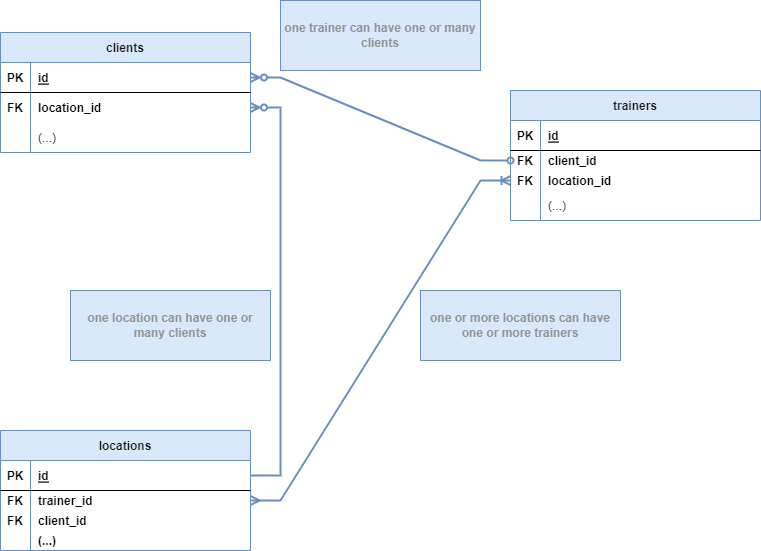 one trainer can have one or many
clients
clients
PK id
FK location_id
(...)
trainers
PK id
FK client_id
FK location_id
(...)
one location can have one or
many clients
one or more locations can have
one or more trainers
locations
PK id
FK trainer_id
FK client_id
(...)